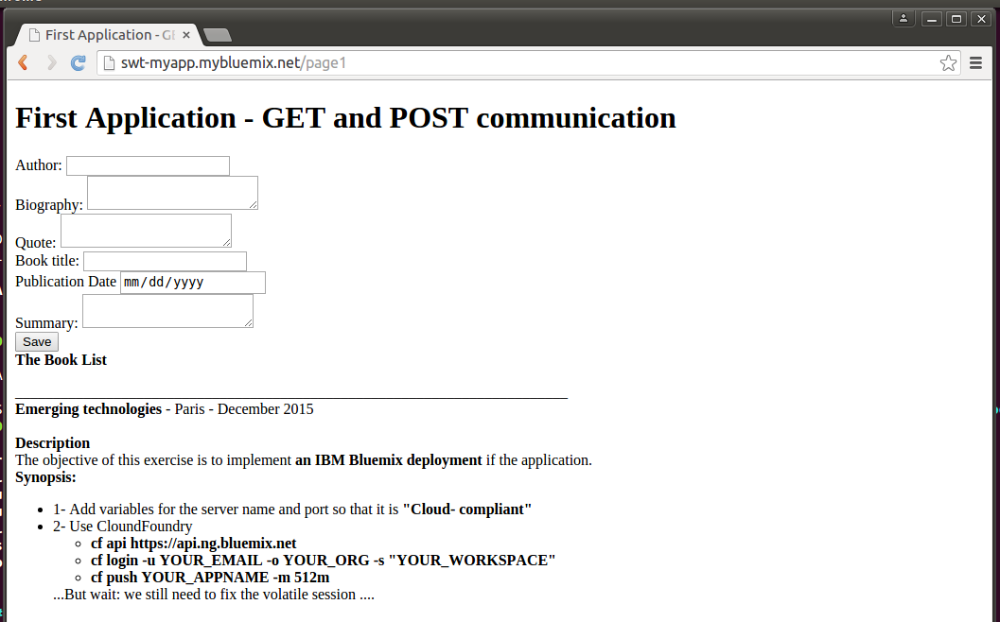 First Application - GE
swt-myapp.mybluemix.net/page1
First Application - GET and POST communication
Author:
Biography:
Quote:
Book title:
Publication Date mm/dd/yyyy
Summary:
Save
The Book List
Emerging technologies - Paris - December 2015
Description
The objective of this exercise is to implement an IBM Bluemix deployment if the application.
Synopsis:
1- Add variables for the server name and port so that it is "Cloud- compliant"
2- Use CloundFoundry
cf api https://api.ng.bluemix.net
cf login -u YOUR_EMAIL -o YOUR_ORG -s "YOUR_WORKSPACE"
cf push YOUR_APPNAME -m 512m
...But wait: we still need to fix the volatile session ....